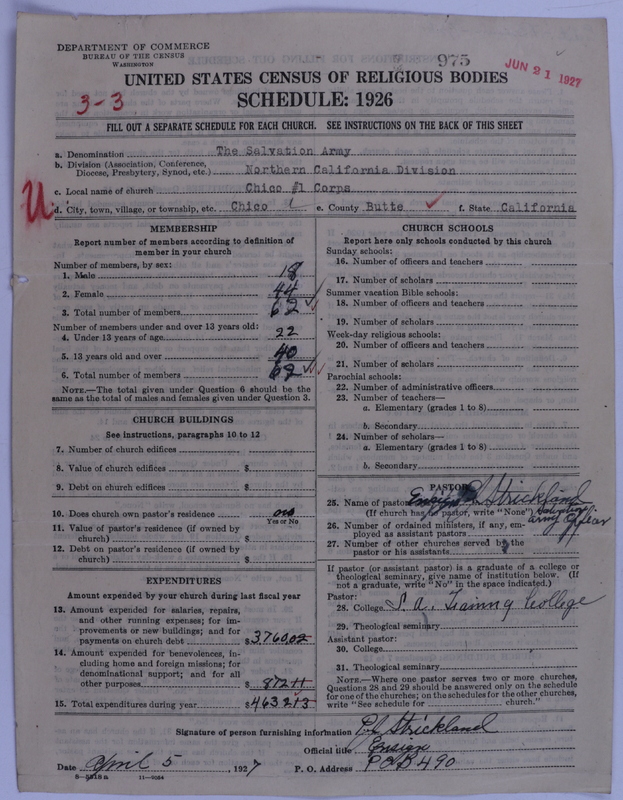 DEPARTMENT OF COMMERCE
BUREAU OF THE CENSUS
WASHINGTON
975
JUN 21 1927
UNITED STATES CENSUS OF RELIGIOUS BODIES
3-3
SCHEDULE: 1926
FILL OUT A SEPARATE SCHEDULE FOR EACH CHURCH. SEE INSTRUCTIONS ON THE BACK OF THIS SHEET
a. Denomination The Salvation Army
b. Division (Association, Conference,
Diocese, Presbytery, Synod, etc.) Northern California Division
c. Local name of church Chico #1 Corps
U
d. City, town, village, or township, etc. Chico e. County Butte f. State California
MEMBERSHIP
Report number of members according to definition of
member in your church
Number of members, by sex:
1. Male 18
2. Female 44
3. Total number of members 62
Number of members under and over 13 years old:
4. Under 13 years of age 22
5. 13 years old and over 40
6. Total number of members 62
NOTE.—The total given under Question 6 should be the
same as the total of males and females given under Question 3.
CHURCH BUILDINGS
See instructions, paragraphs 10 to 12
7. Number of church edifices
8. Value of church edifices $
9. Debt on church edifices $
10. Does church own pastor's residence no
Yes or No
11. Value of pastor's residence (if owned by
church) $
12. Debt on pastor's residence (if owned by
church) $
EXPENDITURES
Amount expended by your church during last fiscal year
13. Amount expended for salaries, repairs,
and other running expenses; for im-
provements or new buildings; and for
payments on church debt $ 3760.02
14. Amount expended for benevolences, in-
cluding home and foreign missions; for
denominational support; and for all
other purposes $ 872 11
15. Total expenditures during year $ 4632 13
CHURCH SCHOOLS
Report here only schools conducted by this church
Sunday schools:
16. Number of officers and teachers
17. Number of scholars
Summer vacation Bible schools:
18. Number of officers and teachers
19. Number of scholars
Week-day religious schools:
20. Number of officers and teachers
21. Number of scholars
Parochial schools:
22. Number of administrative officers
23. Number of teachers—
a. Elementary (grades 1 to 8)
b. Secondary
24. Number of scholars—
a. Elementary (grades 1 to 8)
b. Secondary
PASTOR
25. Name of pastor Ensign Strickland
(If church has no pastor, write "None") Salvation
Army Officer
26. Number of ordained ministers, if any, em-
ployed as assistant pastors
27. Number of other churches served by the
pastor or his assistants
If pastor (or assistant pastor) is a graduate of a college or
theological seminary, give name of institution below. (If
not a graduate, write "No" in the space indicated.)
Pastor:
28. College S. A. Training College
29. Theological seminary
Assistant pastor:
30. College
31. Theological seminary
NOTE.—Where one pastor serves two or more churches,
Questions 28 and 29 should be answered only on the schedule
for one of the churches; on the schedules for the other churches,
write "See schedule for church."
Signature of person furnishing information Strickland
Official title Ensign
Date April 5, 1927 P. O. Address POB 490
11—9064